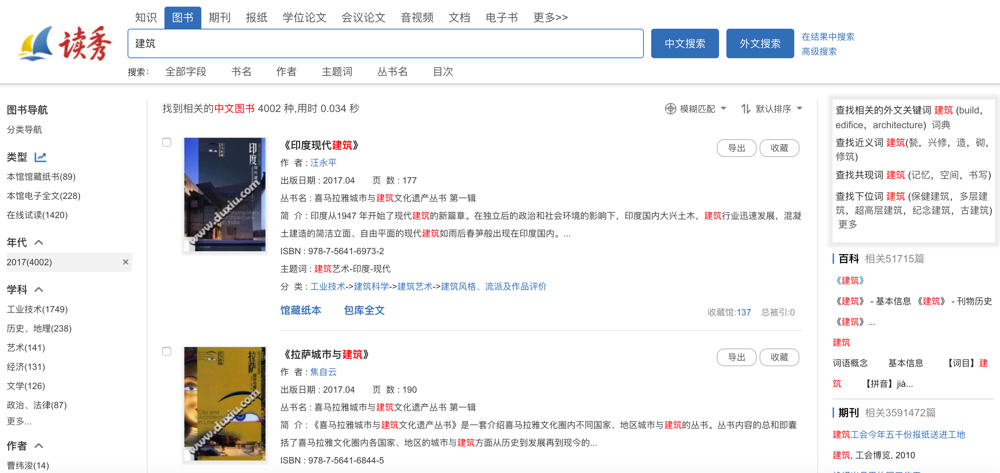 知识 图书 期刊 报纸 学位论文 会议论文 音视频 文档 电子书 更多>>
读秀
建筑
中文搜索 外文搜索
在结果中搜索
高级搜索
搜索: 全部字段 书名 作者 主题词 丛书名 目次
图书导航
分类导航
类型
本馆馆藏纸书(89)
本馆电子全文(228)
在线试读(1420)
年代
2017(4002) ×
学科
工业技术(1749)
历史、地理(238)
艺术(141)
经济(131)
文学(126)
政治、法律(87)
更多...
作者
曹纬浚(14)
找到相关的中文图书 4002 种,用时 0.034 秒
模糊匹配 默认排序
印度
现代建
Contemporary
Architecture
in India
www.duxiu.com
《印度现代建筑》
导出 收藏
作 者 : 汪永平
出版日期 : 2017.04 页 数 : 177
丛书名 : 喜马拉雅城市与建筑文化遗产丛书 第一辑
简 介 : 印度从1947 年开始了现代建筑的新篇章。在独立后的政治和社会环境的影响下，印度国内大兴土木，建筑行业迅速发展，混凝
土建造的简洁立面、自由平面的现代建筑如雨后春笋般出现在印度国内。...
ISBN : 978-7-5641-6973-2
主题词 : 建筑艺术-印度-现代
分 类 : 工业技术->建筑科学->建筑艺术->建筑风格、流派及作品评价
馆藏纸本 包库全文
收藏馆:137 总被引:0
拉萨
城市与建
City and
Architecture
in Lhasa
www.duxiu.com
《拉萨城市与建筑》
导出 收藏
作 者 : 焦自云
出版日期 : 2017.04 页 数 : 190
丛书名 : 喜马拉雅城市与建筑文化遗产丛书 第一辑
简 介 : 《喜马拉雅城市与建筑文化遗产丛书》是一套介绍喜马拉雅文化圈内不同国家、地区城市与建筑的丛书。丛书内容的总和即囊
括了喜马拉雅文化圈内各国家、地区的城市与建筑方面从历史到发展再到现今的...
ISBN : 978-7-5641-6844-5
查找相关的外文关键词 建筑 (build，
edifice，architecture) 词典
查找近义词 建筑(甃，兴修，造，砌，
修筑)
查找共现词 建筑 (记忆，空间，书写)
查找下位词 建筑 (保健建筑，多层建
筑，超高层建筑，纪念建筑，古建筑)
更多
百科 相关51715篇
《建筑》
《建筑》 - 基本信息 《建筑》 - 刊物历史
《建筑》...
建筑
词语概念 基本信息 【词目】建
筑 【拼音】jià...
期刊 相关3591472篇
建筑工会今年五千份报纸送进工地
建筑, 工会博览, 2010